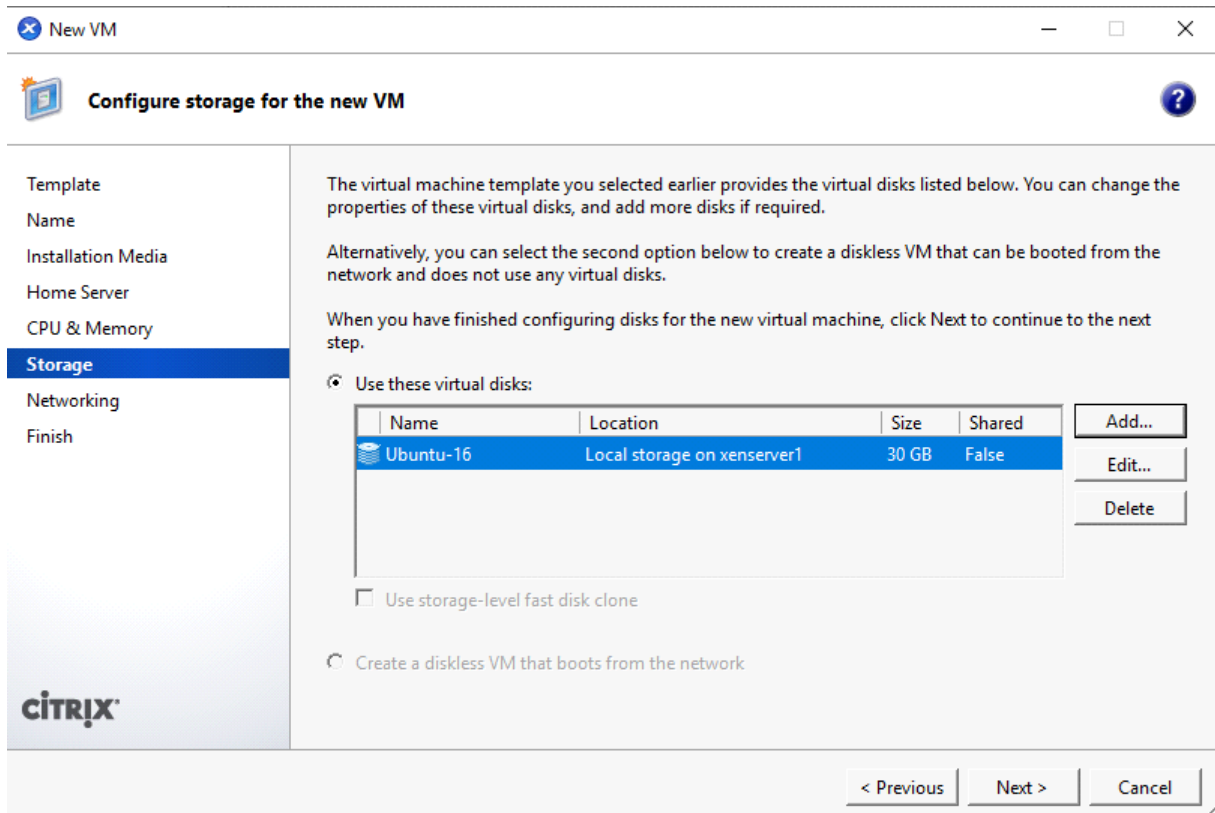 New VM
Configure storage for the new VM
?
Template
Name
Installation Media
Home Server
CPU & Memory
Storage
Networking
Finish
CİTRIX
The virtual machine template you selected earlier provides the virtual disks listed below. You can change the
properties of these virtual disks, and add more disks if required.
Alternatively, you can select the second option below to create a diskless VM that can be booted from the
network and does not use any virtual disks.
When you have finished configuring disks for the new virtual machine, click Next to continue to the next
step.
Use these virtual disks:
Name Location Size Shared
Ubuntu-16 Local storage on xenserver1 30 GB False
Add...
Edit...
Delete
Use storage-level fast disk clone
Create a diskless VM that boots from the network
< Previous Next > Cancel